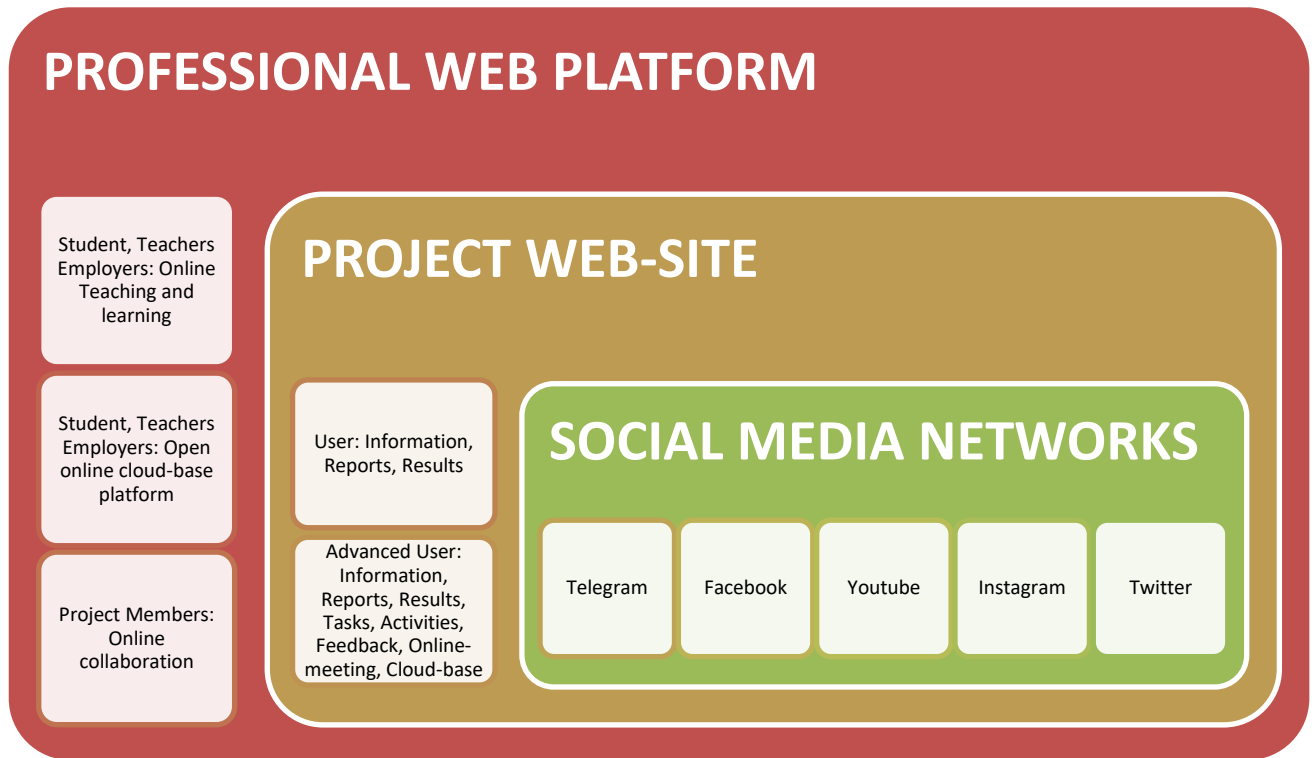 PROFESSIONAL WEB PLATFORM
Student, Teachers
Employers: Online
Teaching and
learning
Student, Teachers
Employers: Open
online cloud-base
platform
Project Members:
Online
collaboration
PROJECT WEB-SITE
User: Information,
Reports, Results
Advanced User:
Information,
Reports, Results,
Tasks, Activities,
Feedback, Online-
meeting, Cloud-base
SOCIAL MEDIA NETWORKS
Telegram
Facebook
Youtube
Instagram
Twitter